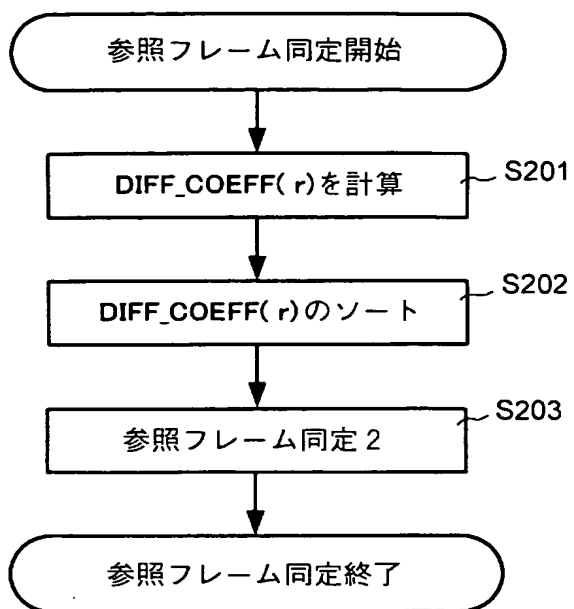 参照フレーム同定開始
DIFF_COEFF( r)を計算
S201
DIFF_COEFF( r)のソート
S202
参照フレーム同定2
S203
参照フレーム同定終了